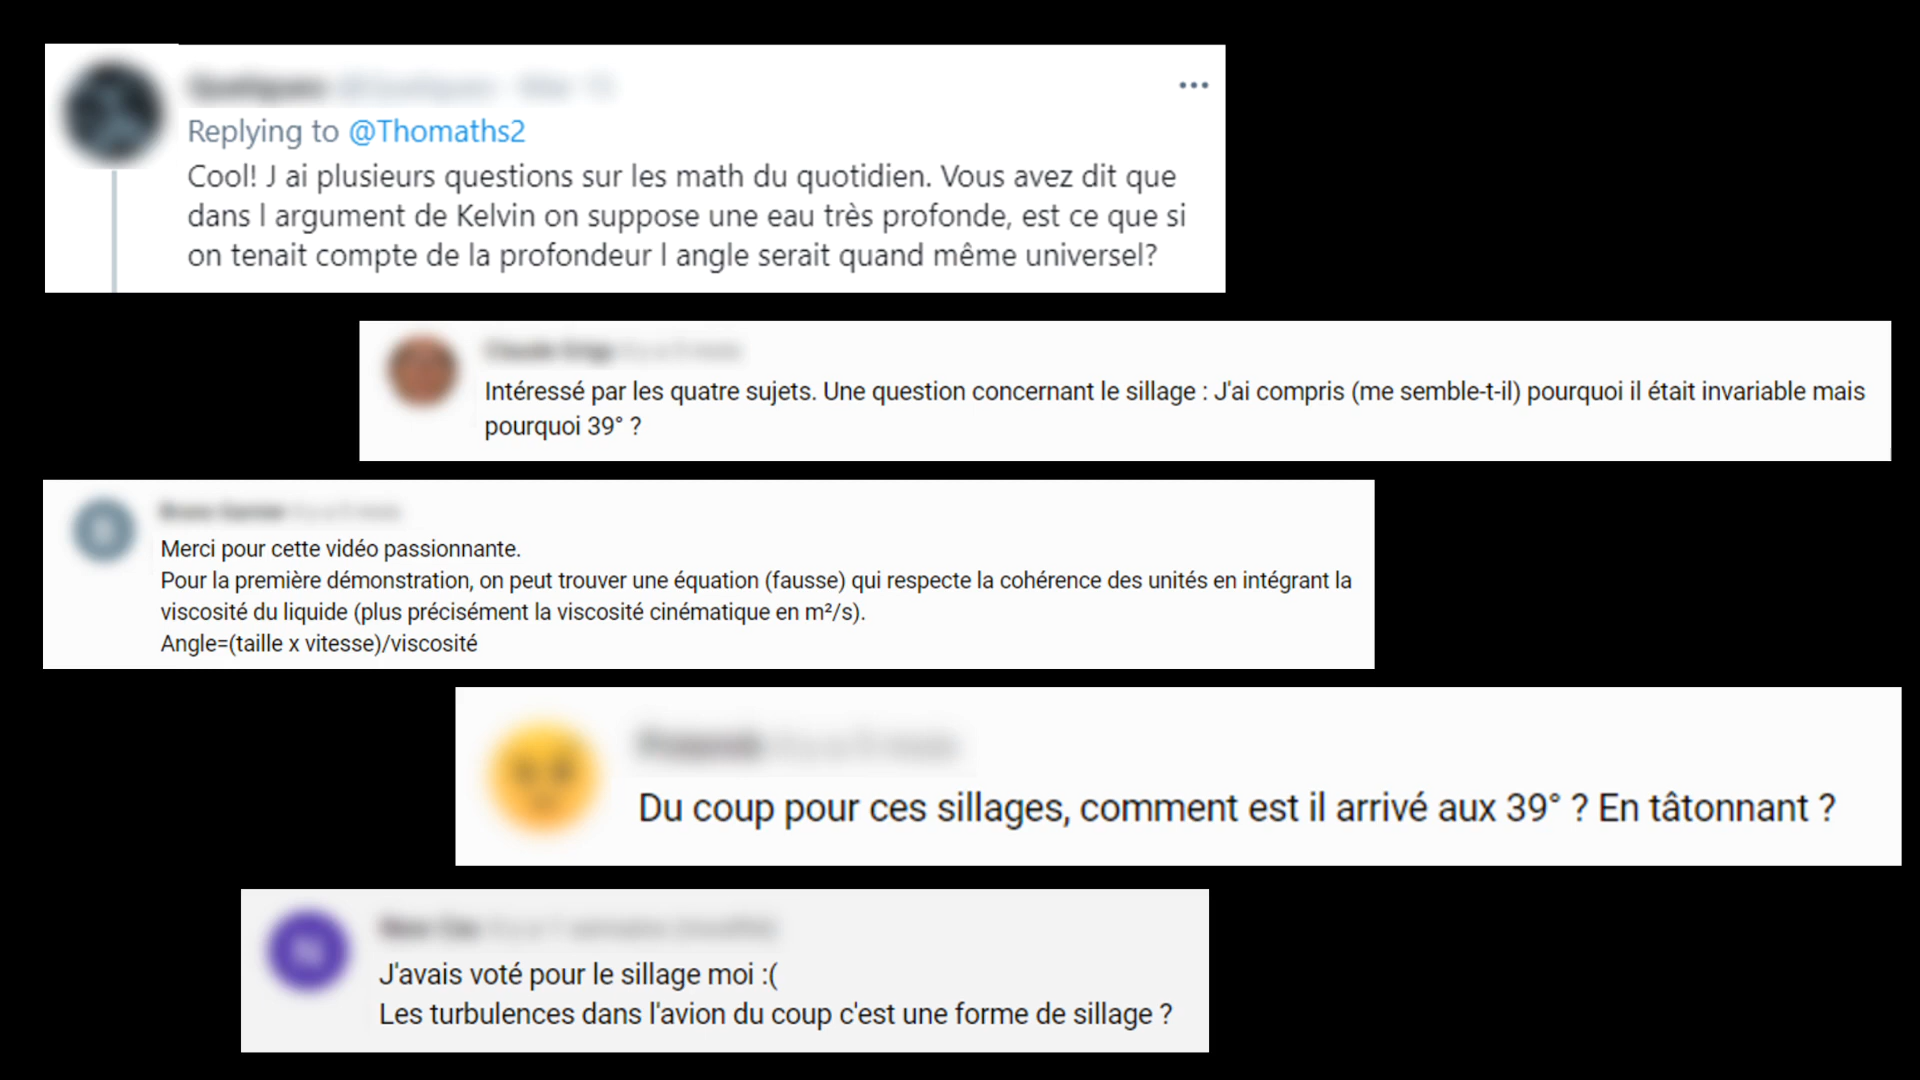 Replying to @Thomaths2
Cool! J ai plusieurs questions sur les math du quotidien. Vous avez dit que
dans l argument de Kelvin on suppose une eau très profonde, est ce que si
on tenait compte de la profondeur l angle serait quand même universel?
Intéressé par les quatre sujets. Une question concernant le sillage : J'ai compris (me semble-t-il) pourquoi il était invariable mais
pourquoi 39° ?
Merci pour cette vidéo passionnante.
Pour la première démonstration, on peut trouver une équation (fausse) qui respecte la cohérence des unités en intégrant la
viscosité du liquide (plus précisément la viscosité cinématique en m²/s).
Angle=(taille x vitesse)/viscosité
Du coup pour ces sillages, comment est il arrivé aux 39° ? En tâtonnant ?
J'avais voté pour le sillage moi :(
Les turbulences dans l'avion du coup c'est une forme de sillage ?